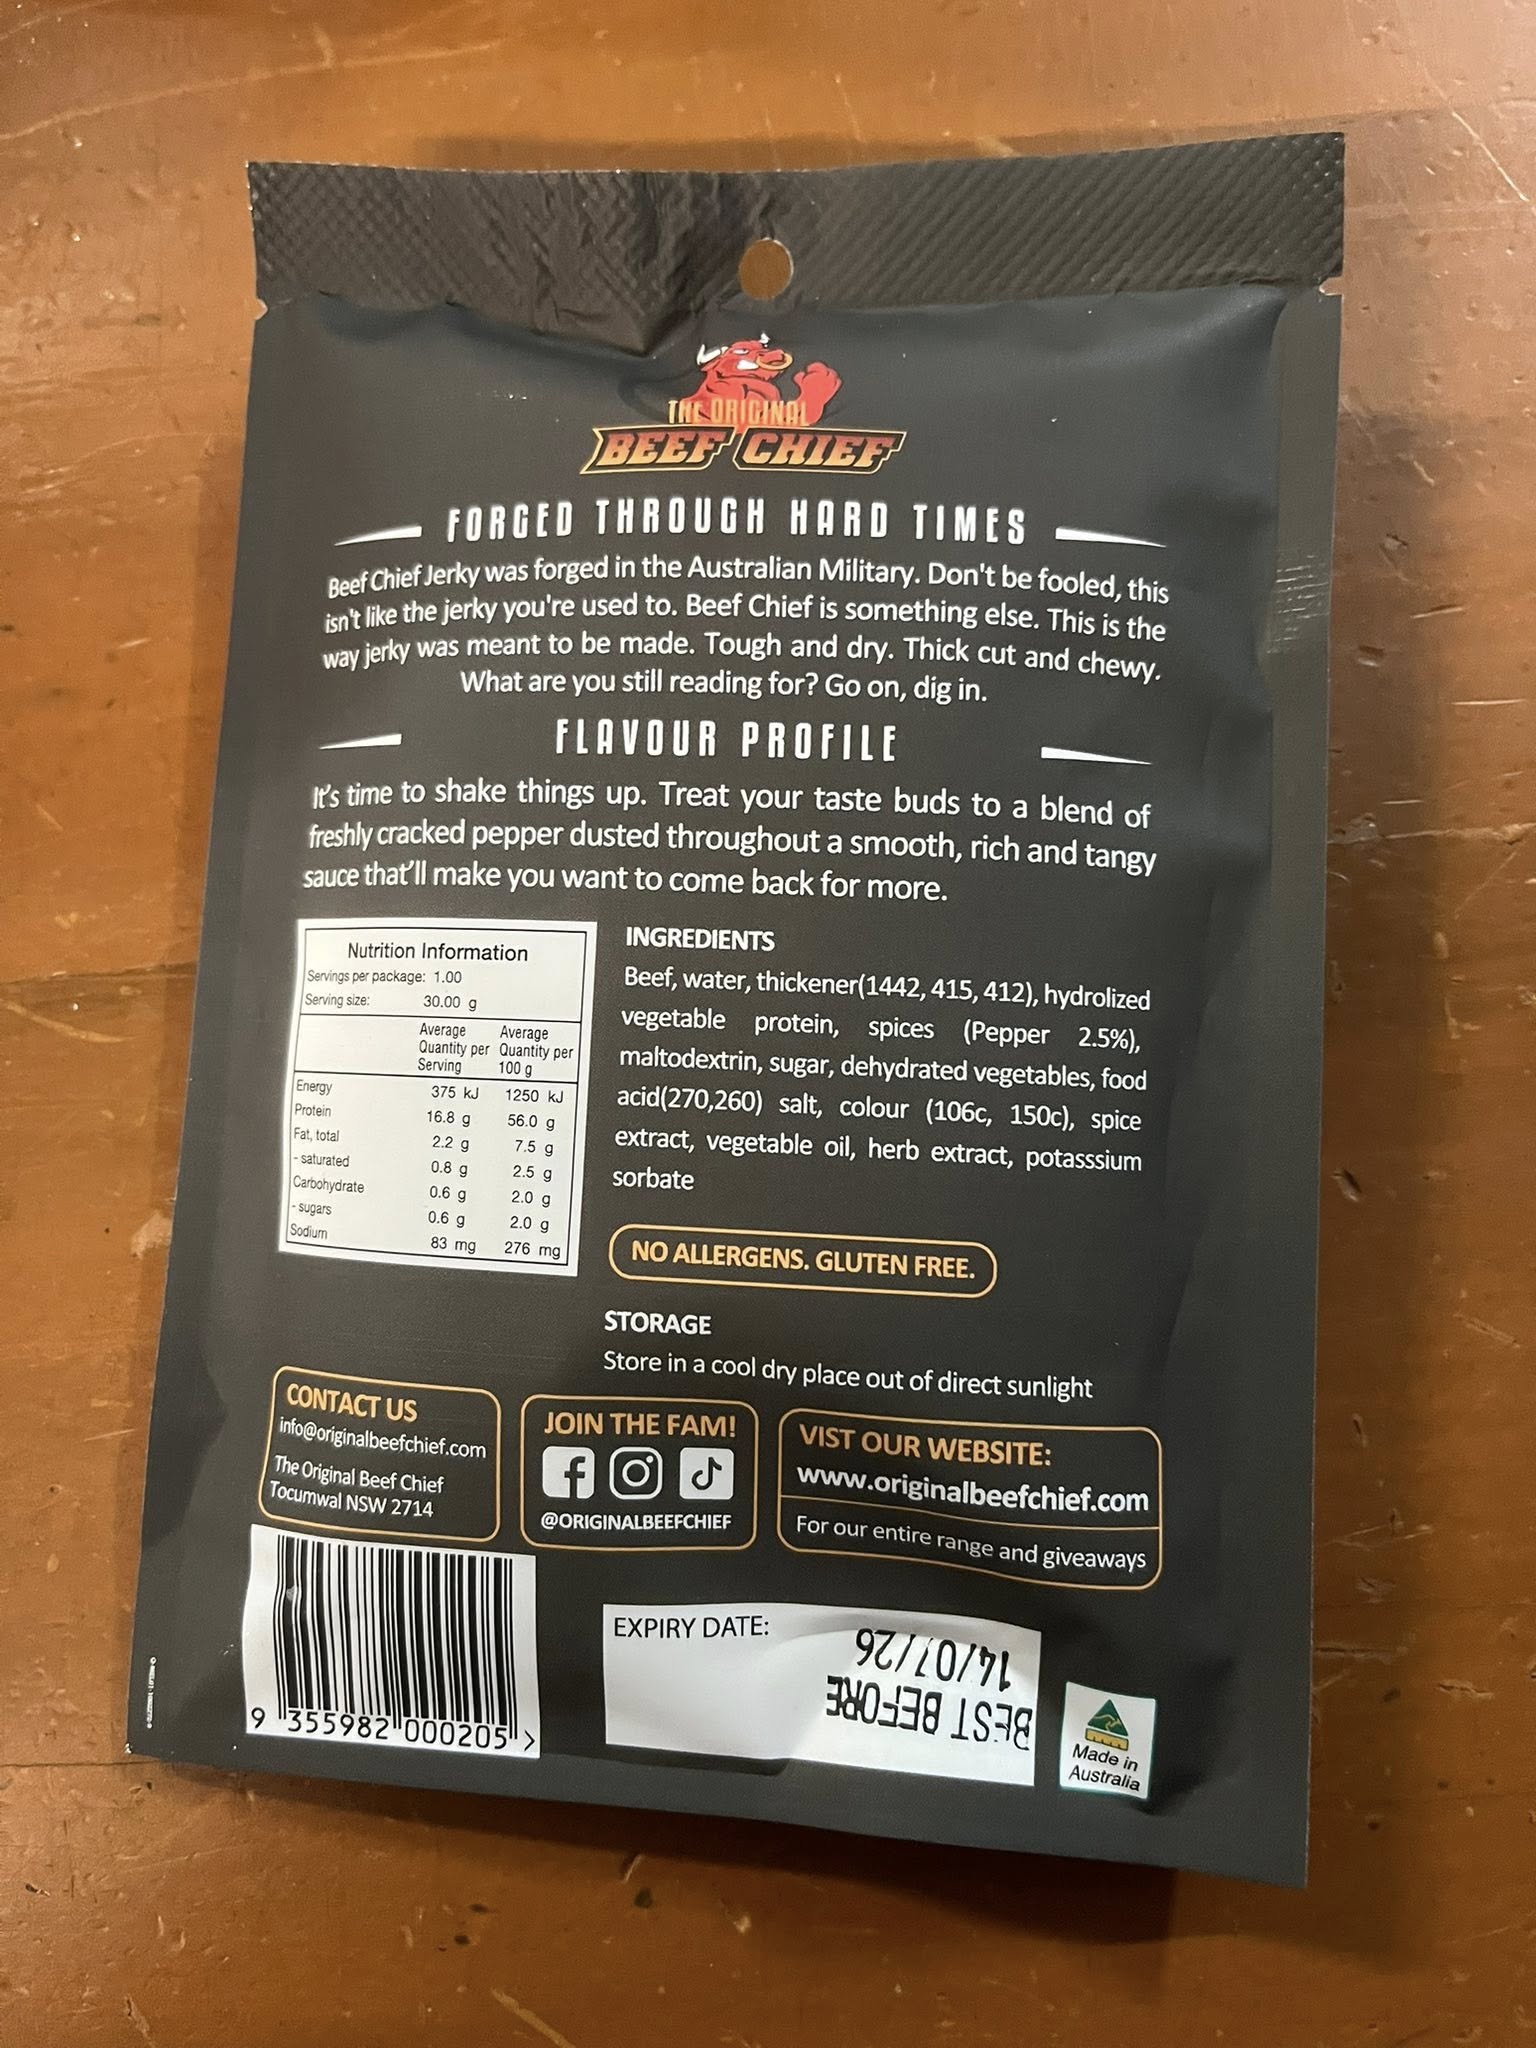 THE ORIGINAL
BEEF CHIEF
FORGED THROUGH HARD TIMES
Beef Chief Jerky was forged in the Australian Military. Don't be fooled, this
isn't like the jerky you're used to. Beef Chief is something else. This is the
way jerky was meant to be made. Tough and dry. Thick cut and chewy.
What are you still reading for? Go on, dig in.
FLAVOUR PROFILE
It's time to shake things up. Treat your taste buds to a blend of
freshly cracked pepper dusted throughout a smooth, rich and tangy
sauce that'll make you want to come back for more.
Nutrition Information
Servings per package: 1.00
Serving size: 30.00 g
Average Quantity per Serving Average Quantity per 100 g
Energy 375 kJ 1250 kJ
Protein 16.8 g 56.0 g
Fat, total 2.2 g 7.5 g
- saturated 0.8 g 2.5 g
Carbohydrate 0.6 g 2.0 g
- sugars 0.6 g 2.0 g
Sodium 83 mg 276 mg
INGREDIENTS
Beef, water, thickener(1442, 415, 412), hydrolized
vegetable protein, spices (Pepper 2.5%),
maltodextrin, sugar, dehydrated vegetables, food
acid(270,260) salt, colour (106c, 150c), spice
extract, vegetable oil, herb extract, potasssium
sorbate
NO ALLERGENS. GLUTEN FREE.
STORAGE
Store in a cool dry place out of direct sunlight
CONTACT US
info@originalbeefchief.com
The Original Beef Chief
Tocumwal NSW 2714
JOIN THE FAM!
@ORIGINALBEEFCHIEF
VIST OUR WEBSITE:
www.originalbeefchief.com
For our entire range and giveaways
9 355982 000205 >
EXPIRY DATE:
BEST BEFORE
14/07/26
Made in
Australia